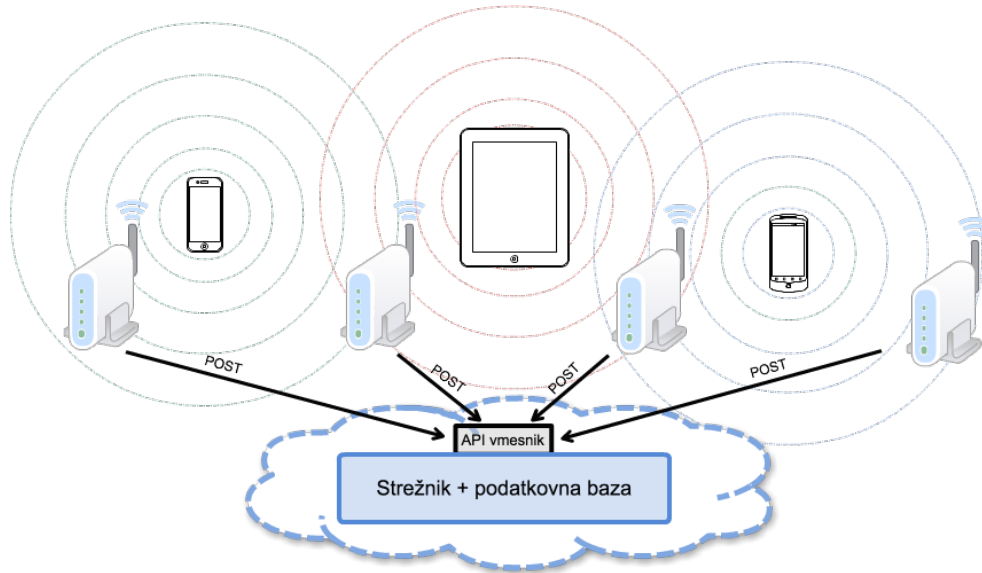 POST
POST
POST
POST
API vmesnik
Strežnik + podatkovna baza